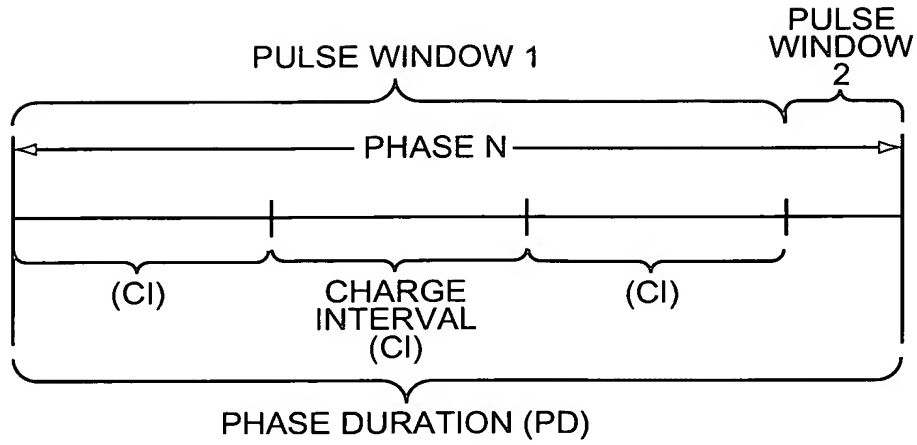 PULSE WINDOW 1
PULSE
WINDOW
2
PHASE N
(CI)
CHARGE
INTERVAL
(CI)
(CI)
PHASE DURATION (PD)